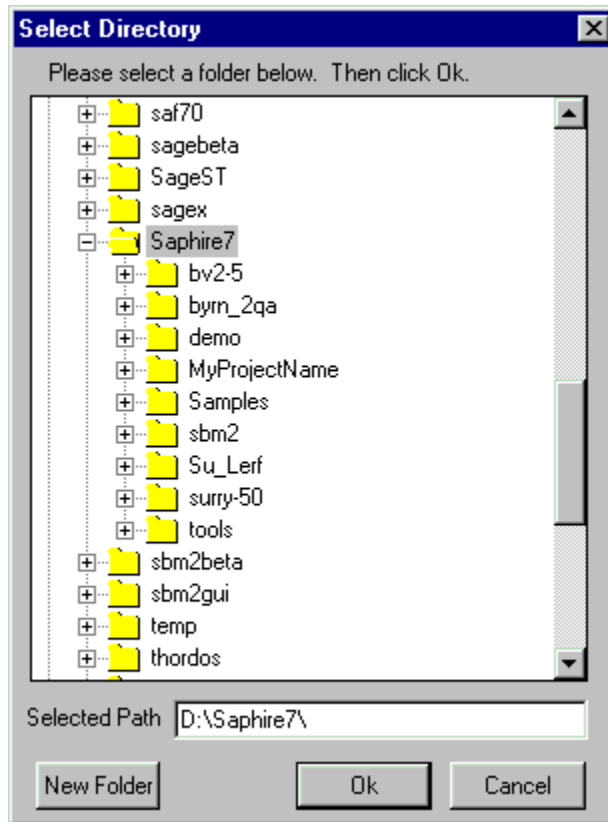 Select Directory
Please select a folder below. Then click Ok.
saf70
sagebeta
SageST
sagex
Saphire7
bv2-5
byrn_2qa
demo
MyProjectName
Samples
sbm2
Su_Lerf
surry-50
tools
sbm2beta
sbm2gui
temp
thordos
Selected Path D:\Saphire7\
New Folder Ok Cancel